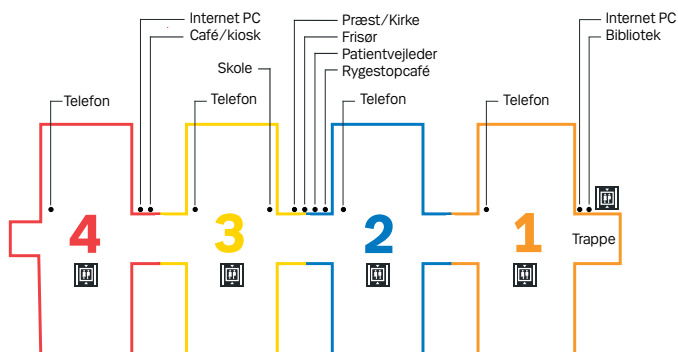 Internet PC
Café/kiosk
Skole
Præst/Kirke
Frisør
Patientvejleder
Rygestopcafé
Internet PC
Bibliotek
Telefon
Telefon
Telefon
Telefon
4
3
2
1
Trappe